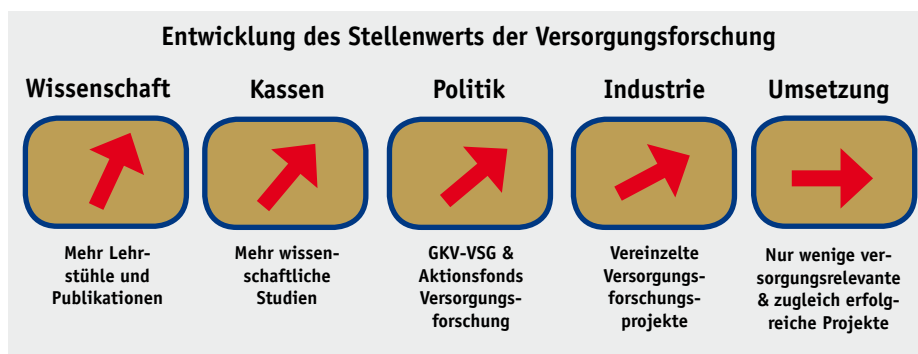 Entwicklung des Stellenwerts der Versorgungsforschung
Wissenschaft
Kassen
Politik
Industrie
Umsetzung
Mehr Lehr-
stühle und
Publikationen
Mehr wissen-
schaftliche
Studien
GKV-VSG &
Aktionsfonds
Versorgungs-
forschung
Vereinzelte
Versorgungs-
forschungs-
projekte
Nur wenige ver-
sorgungsrelevante
& zugleich erfolg-
reiche Projekte